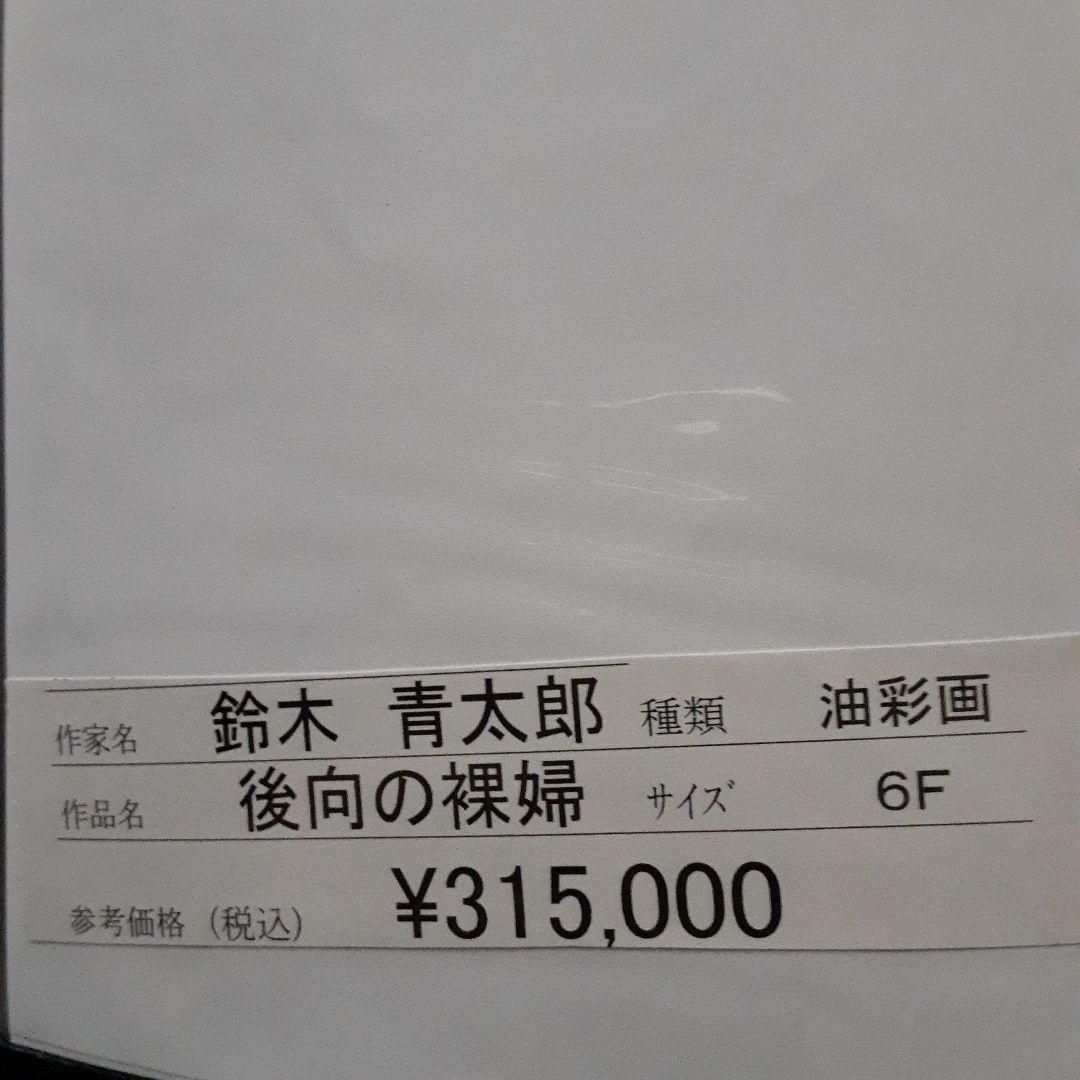 作家名 鈴木 青太郎 種類 油彩画
作品名 後向の裸婦 サイズ 6F
参考価格 (税込) ¥315,000